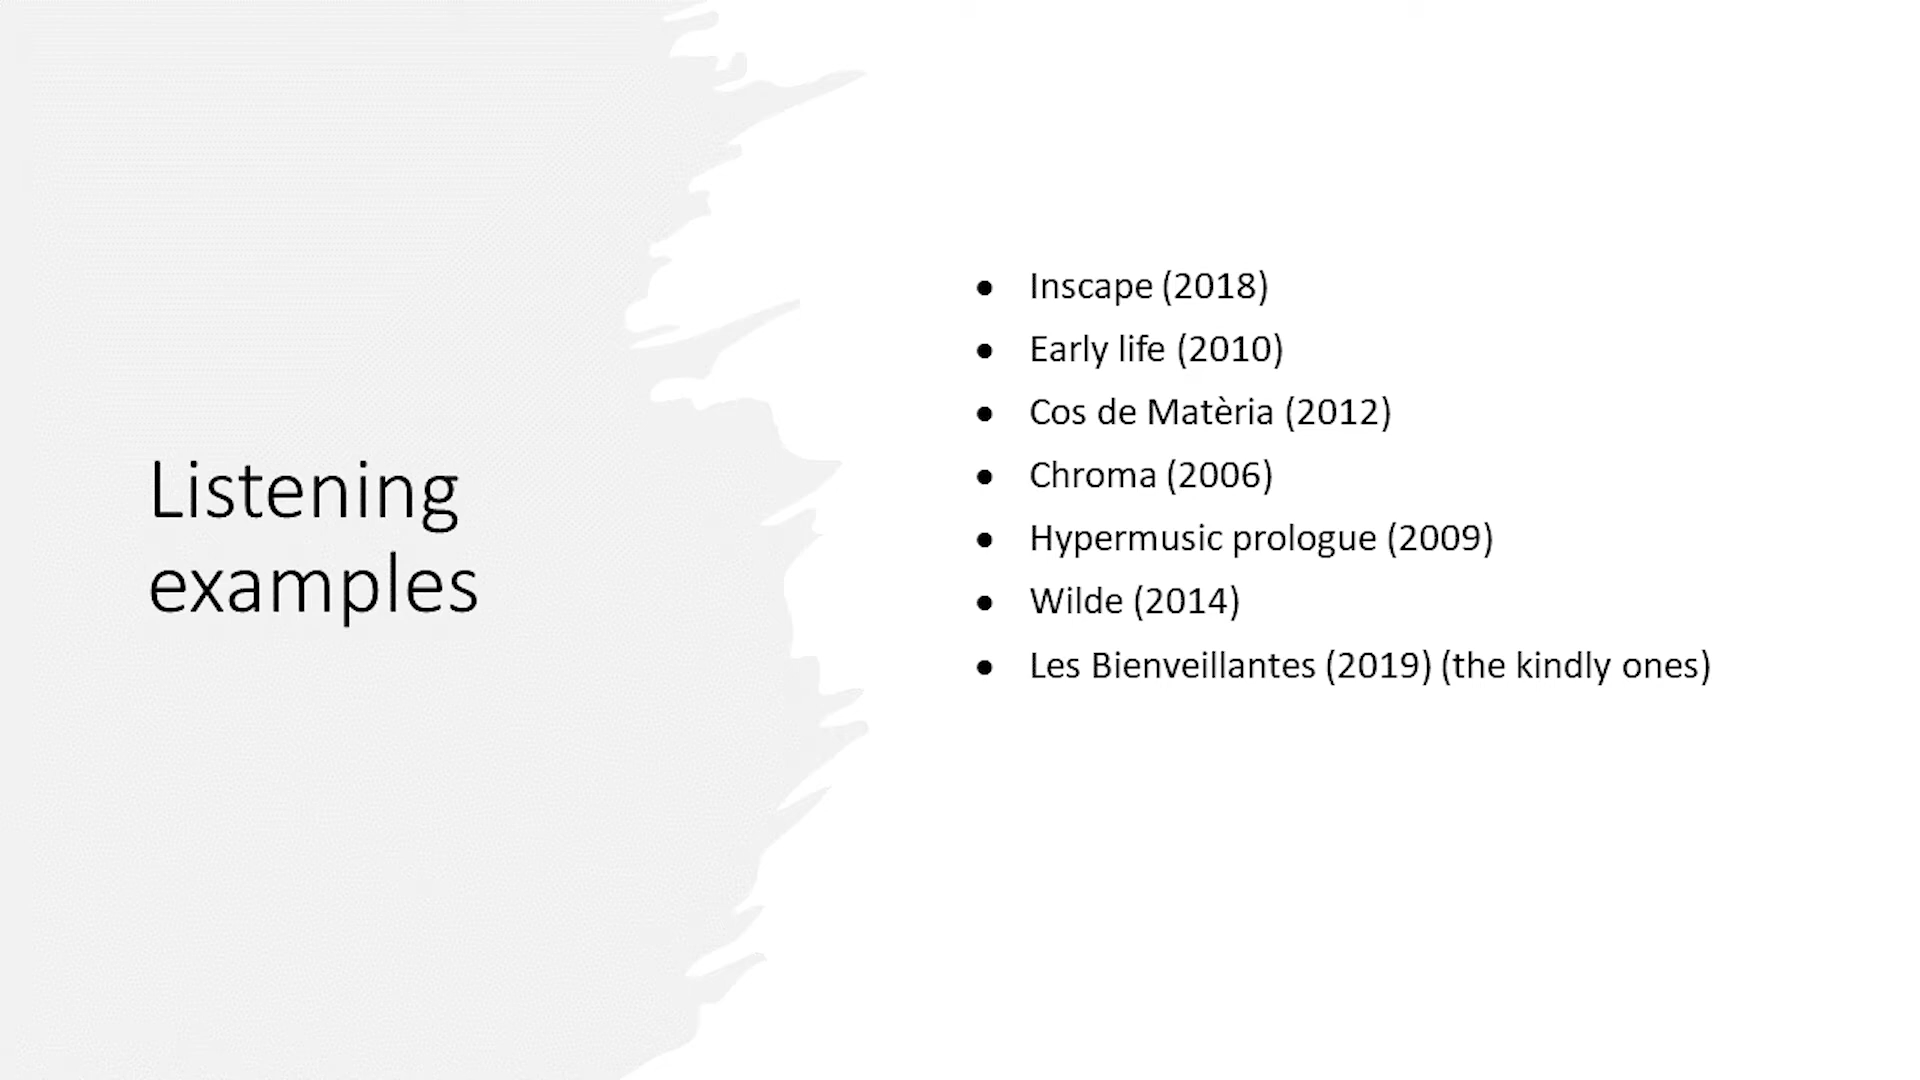 Listening
examples
● Inscape (2018)
● Early life (2010)
● Cos de Matèria (2012)
● Chroma (2006)
● Hypermusic prologue (2009)
● Wilde (2014)
● Les Bienveillantes (2019) (the kindly ones)